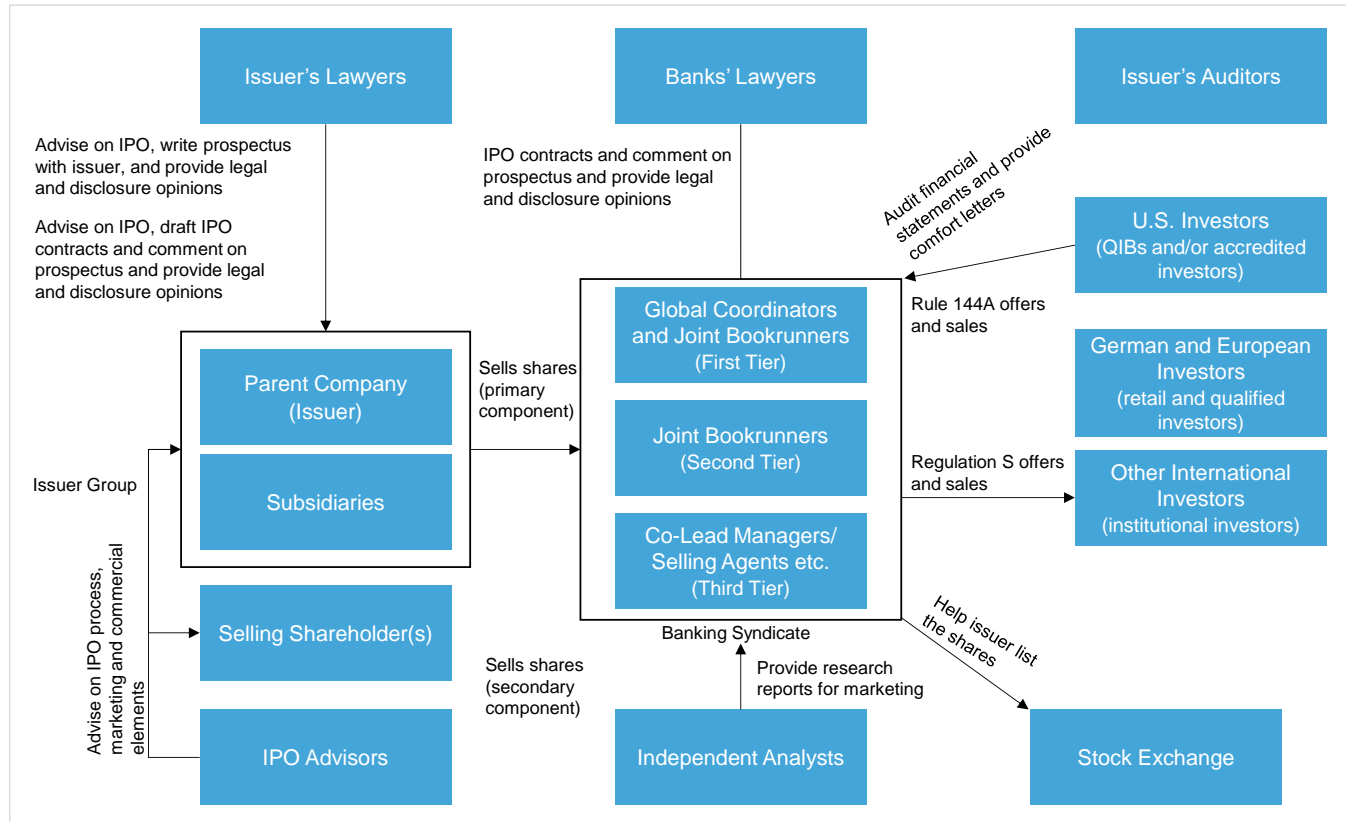 Issuer's Lawyers
Banks' Lawyers
Issuer's Auditors
Advise on IPO, write prospectus
with issuer, and provide legal
and disclosure opinions
Advise on IPO, draft IPO
contracts and comment on
prospectus and provide legal
and disclosure opinions
IPO contracts and comment on
prospectus and provide legal
and disclosure opinions
Audit financial
statements and provide
comfort letters
U.S. Investors
(QIBs and/or accredited
investors)
Rule 144A offers
and sales
German and European
Investors
(retail and qualified
investors)
Regulation S offers
and sales
Other International
Investors
(institutional investors)
Parent Company
(Issuer)
Subsidiaries
Sells shares
(primary
component)
Global Coordinators
and Joint Bookrunners
(First Tier)
Joint Bookrunners
(Second Tier)
Co-Lead Managers/
Selling Agents etc.
(Third Tier)
Banking Syndicate
Issuer Group
Advise on IPO process,
marketing and commercial
elements
Selling Shareholder(s)
Sells shares
(secondary
component)
Provide research
reports for marketing
Help issuer list
the shares
IPO Advisors
Independent Analysts
Stock Exchange